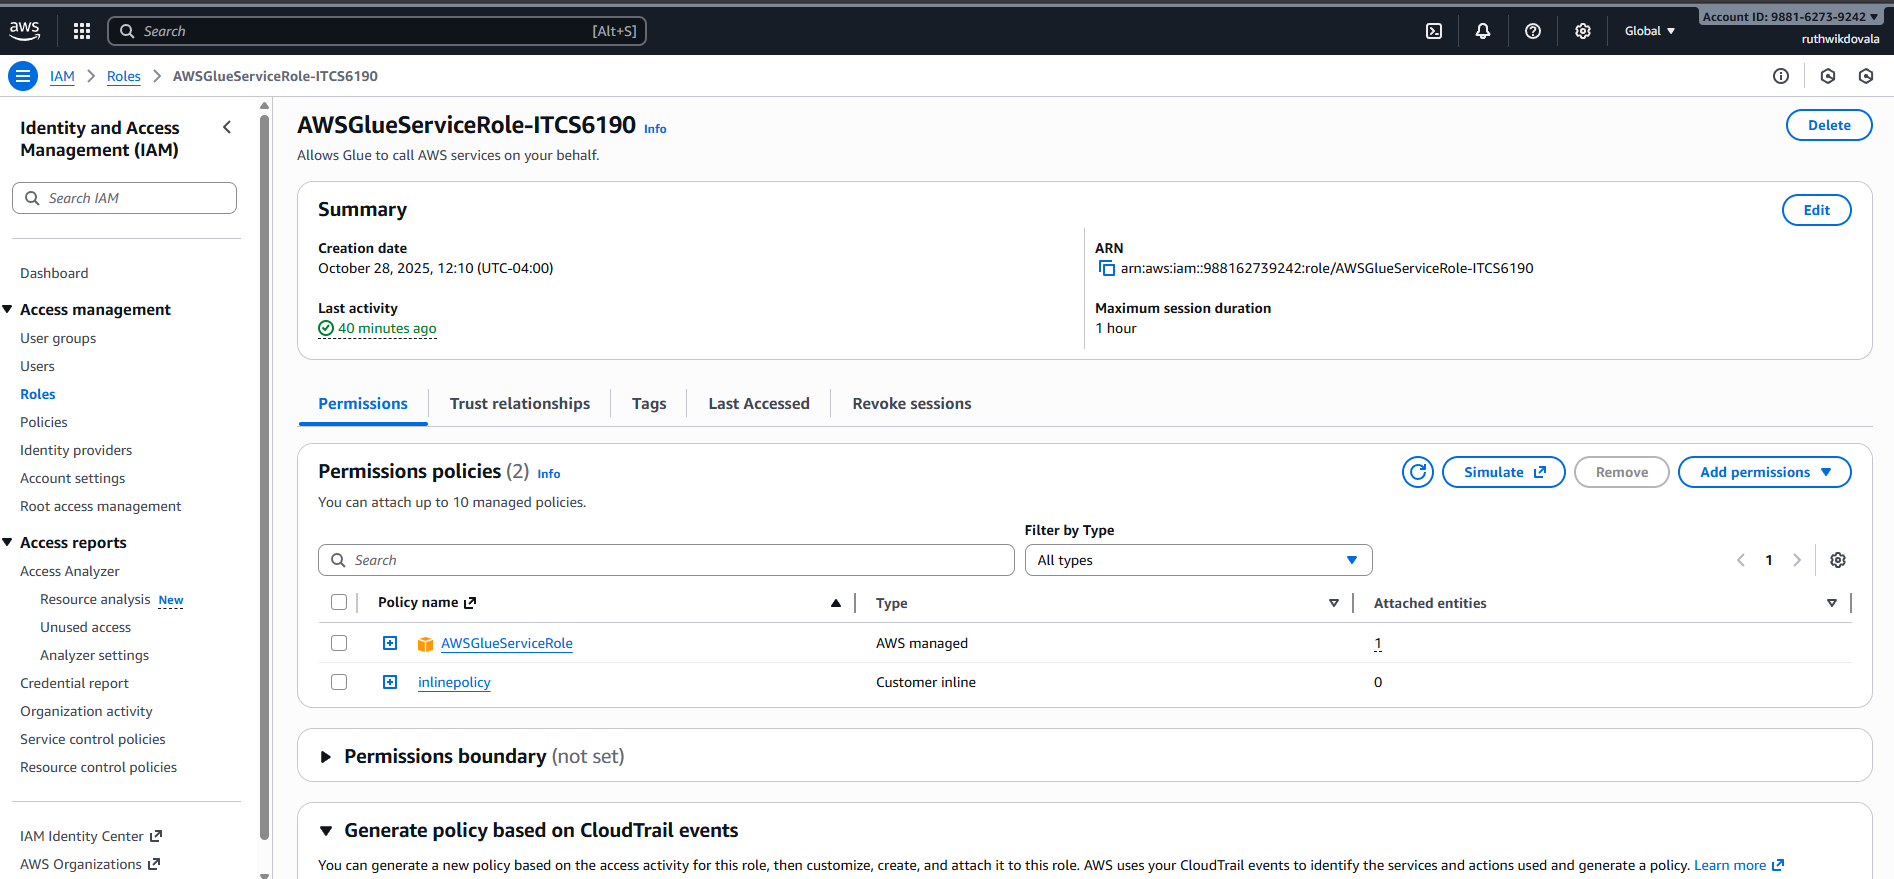 aws
Search
[Alt+S]
Global
Account ID: 9881-6273-9242
ruthwikdovala
IAM
Roles
AWSGlueServiceRole-ITCS6190
Identity and Access
Management (IAM)
Search IAM
Dashboard
Access management
User groups
Users
Roles
Policies
Identity providers
Account settings
Root access management
Access reports
Access Analyzer
Resource analysis New
Unused access
Analyzer settings
Credential report
Organization activity
Service control policies
Resource control policies
IAM Identity Center
AWS Organizations
AWSGlueServiceRole-ITCS6190 Info
Delete
Allows Glue to call AWS services on your behalf.
Summary
Edit
Creation date
October 28, 2025, 12:10 (UTC-04:00)
ARN
arn:aws:iam::988162739242:role/AWSGlueServiceRole-ITCS6190
Last activity
40 minutes ago
Maximum session duration
1 hour
Permissions
Trust relationships
Tags
Last Accessed
Revoke sessions
Permissions policies (2) Info
Simulate
Remove
Add permissions
You can attach up to 10 managed policies.
Filter by Type
Search
All types
1
Policy name
Type
Attached entities
AWSGlueServiceRole
AWS managed
1
inlinepolicy
Customer inline
0
Permissions boundary (not set)
Generate policy based on CloudTrail events
You can generate a new policy based on the access activity for this role, then customize, create, and attach it to this role. AWS uses your CloudTrail events to identify the services and actions used and generate a policy. Learn more